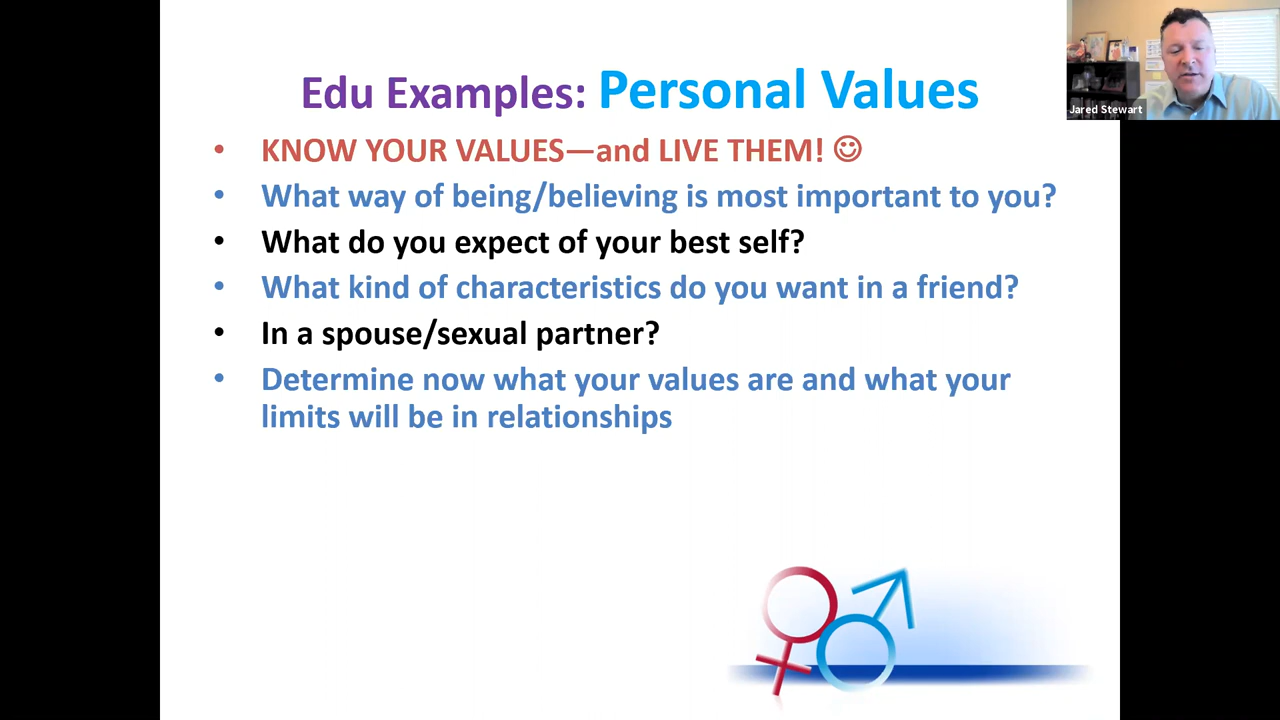 Edu Examples: Personal Values
• KNOW YOUR VALUES—and LIVE THEM! ☺
• What way of being/believing is most important to you?
• What do you expect of your best self?
• What kind of characteristics do you want in a friend?
• In a spouse/sexual partner?
• Determine now what your values are and what your
limits will be in relationships
Jared Stewart